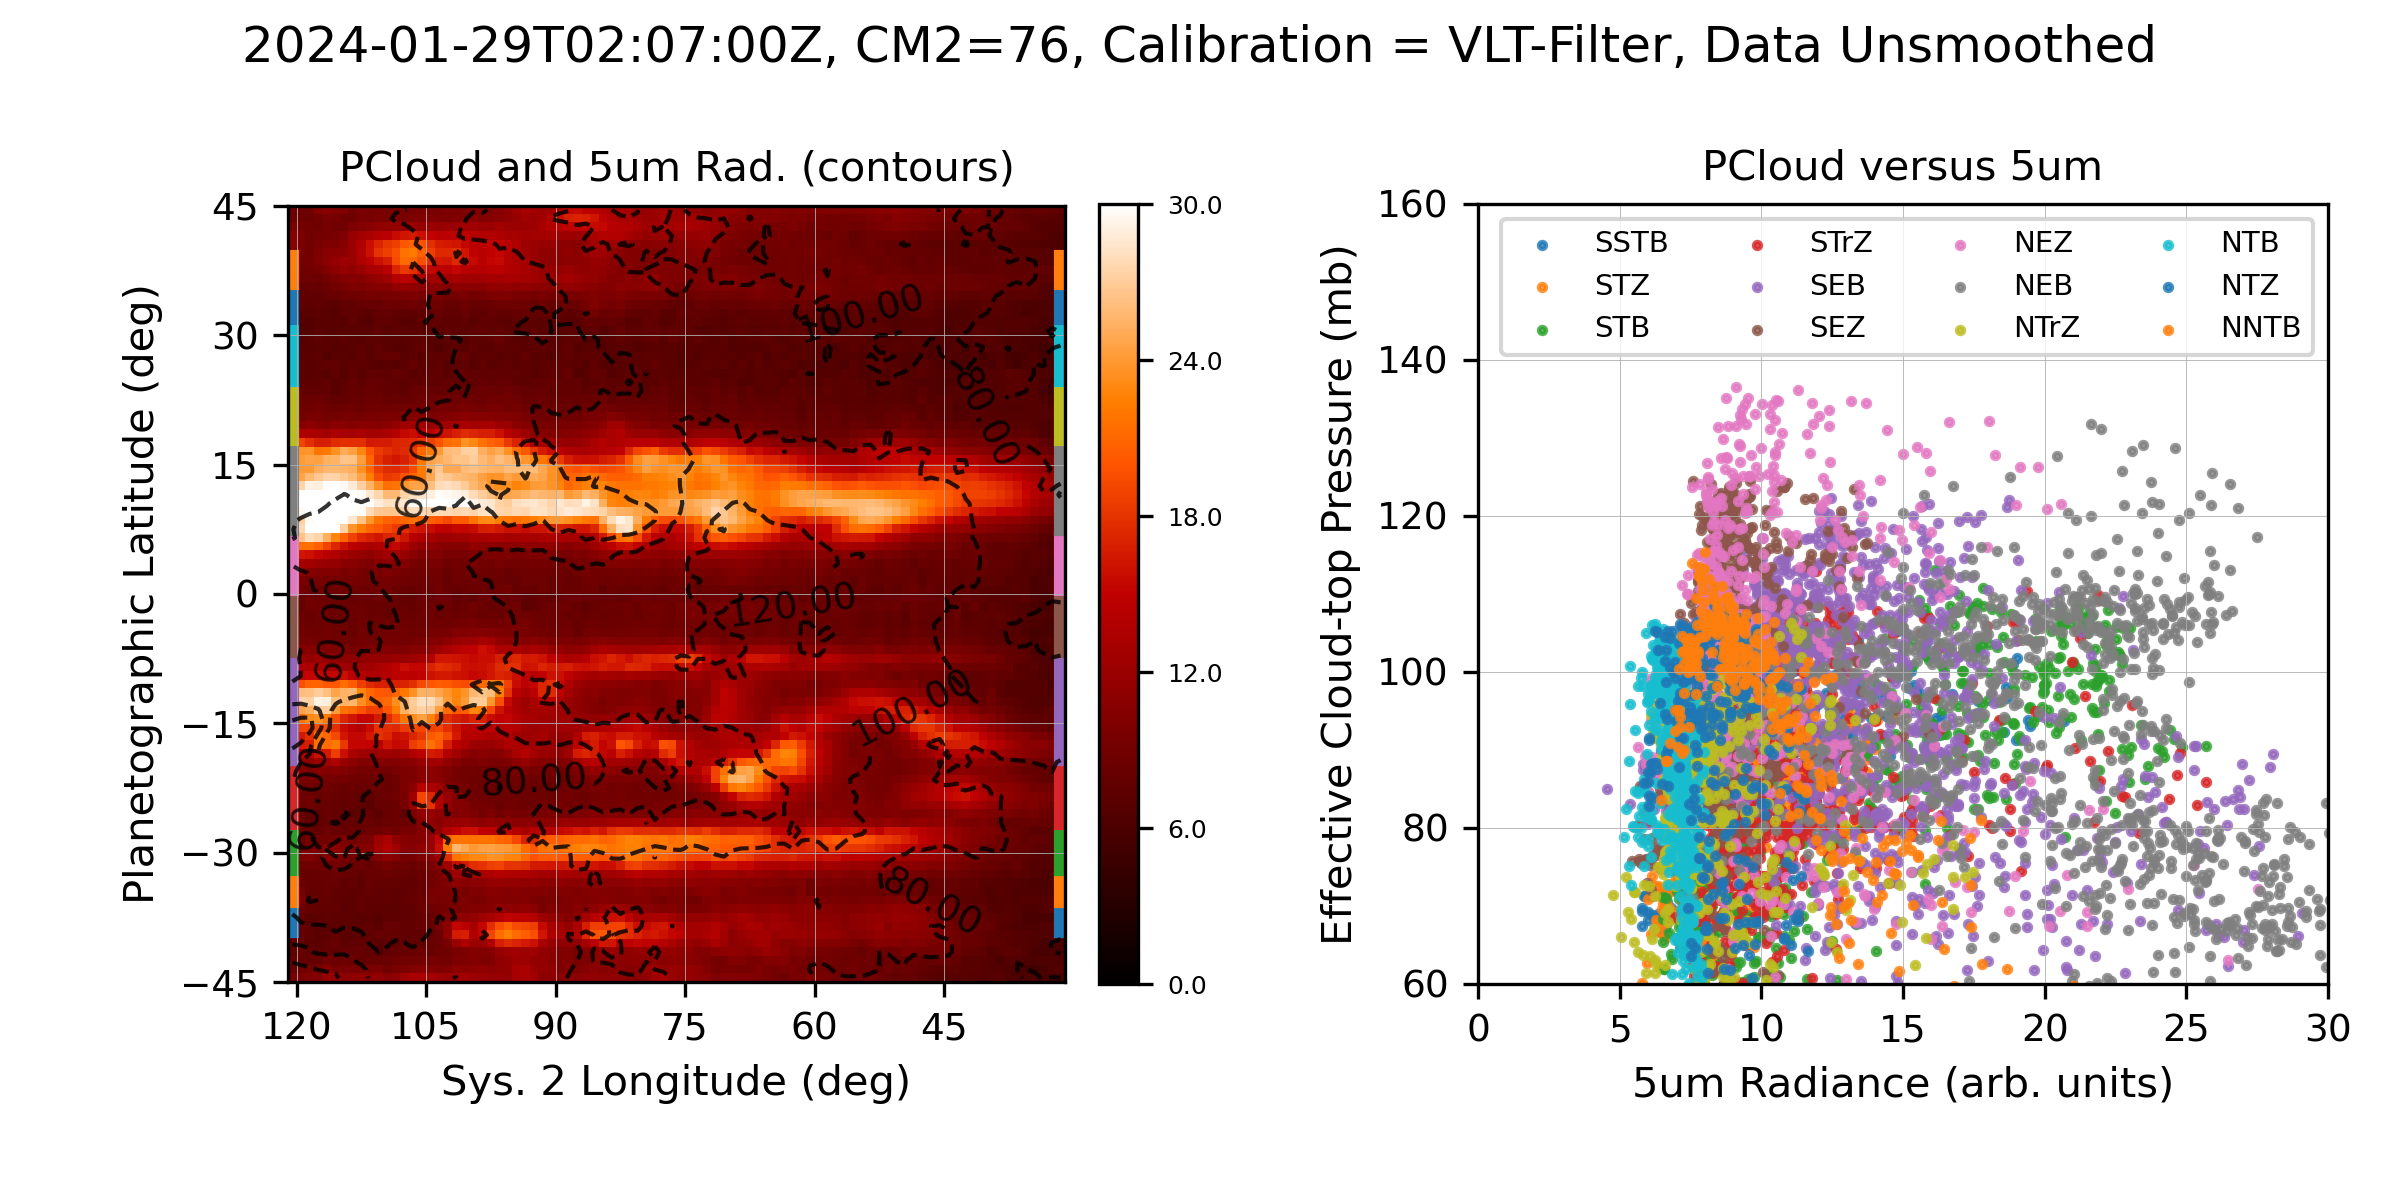 2024-01-29T02:07:00Z, CM2=76, Calibration = VLT-Filter, Data Unsmoothed
PCloud and 5um Rad. (contours)
Planetographic Latitude (deg)
45
30
15
0
−15
−30
−45
120
105
90
75
60
45
Sys. 2 Longitude (deg)
100.00
80.00
60.00
60.00
120.00
100.00
60.00
80.00
80.00
30.0
24.0
18.0
12.0
6.0
0.0
PCloud versus 5um
Effective Cloud-top Pressure (mb)
160
140
120
100
80
60
SSTB
STZ
STB
STrZ
SEB
SEZ
NEZ
NEB
NTrZ
NTB
NTZ
NNTB
0
5
10
15
20
25
30
5um Radiance (arb. units)